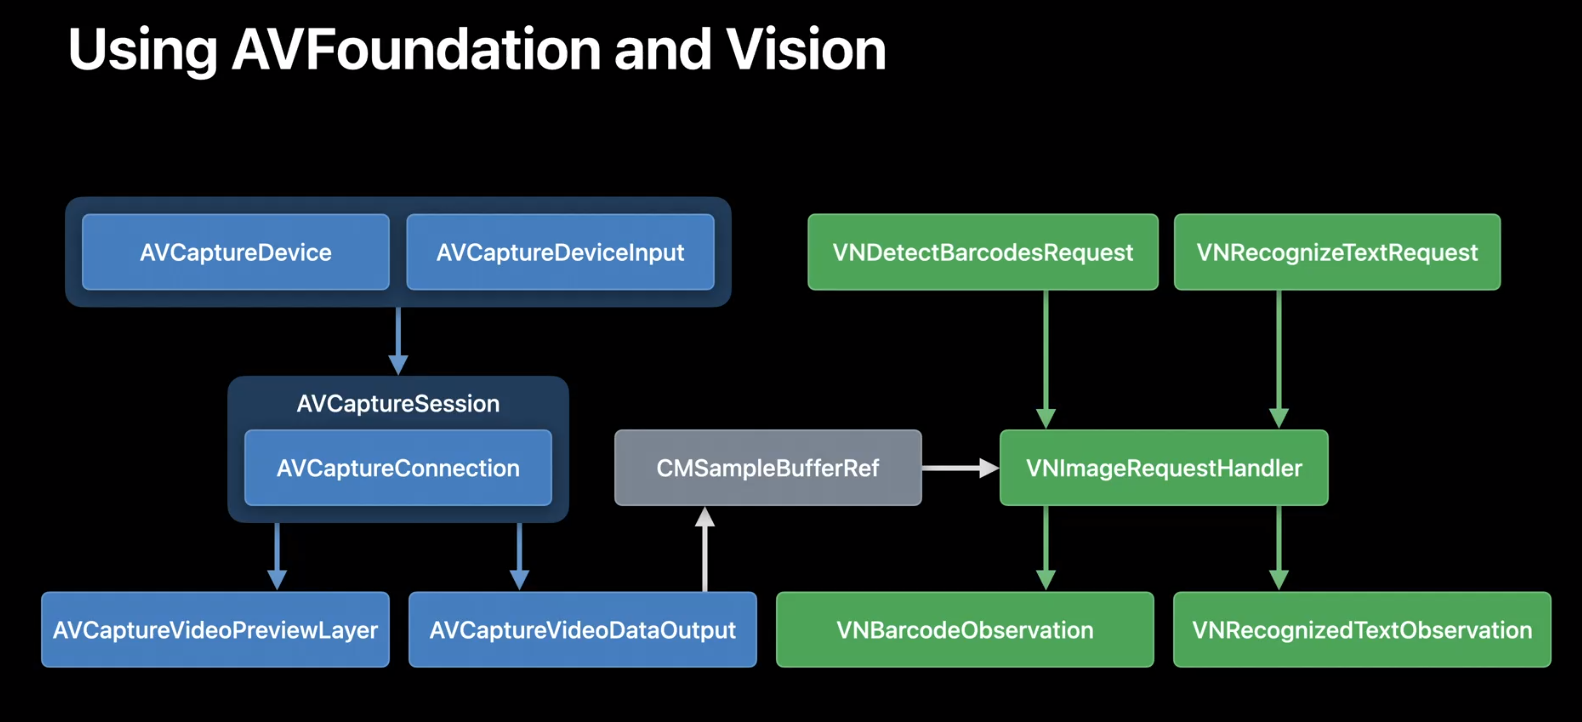 Using AVFoundation and Vision
AVCaptureDevice
AVCaptureDeviceInput
VNDetectBarcodesRequest
VNRecognizeTextRequest
AVCaptureSession
AVCaptureConnection
CMSampleBufferRef
VNImageRequestHandler
AVCaptureVideoPreviewLayer
AVCaptureVideoDataOutput
VNBarcodeObservation
VNRecognizedTextObservation